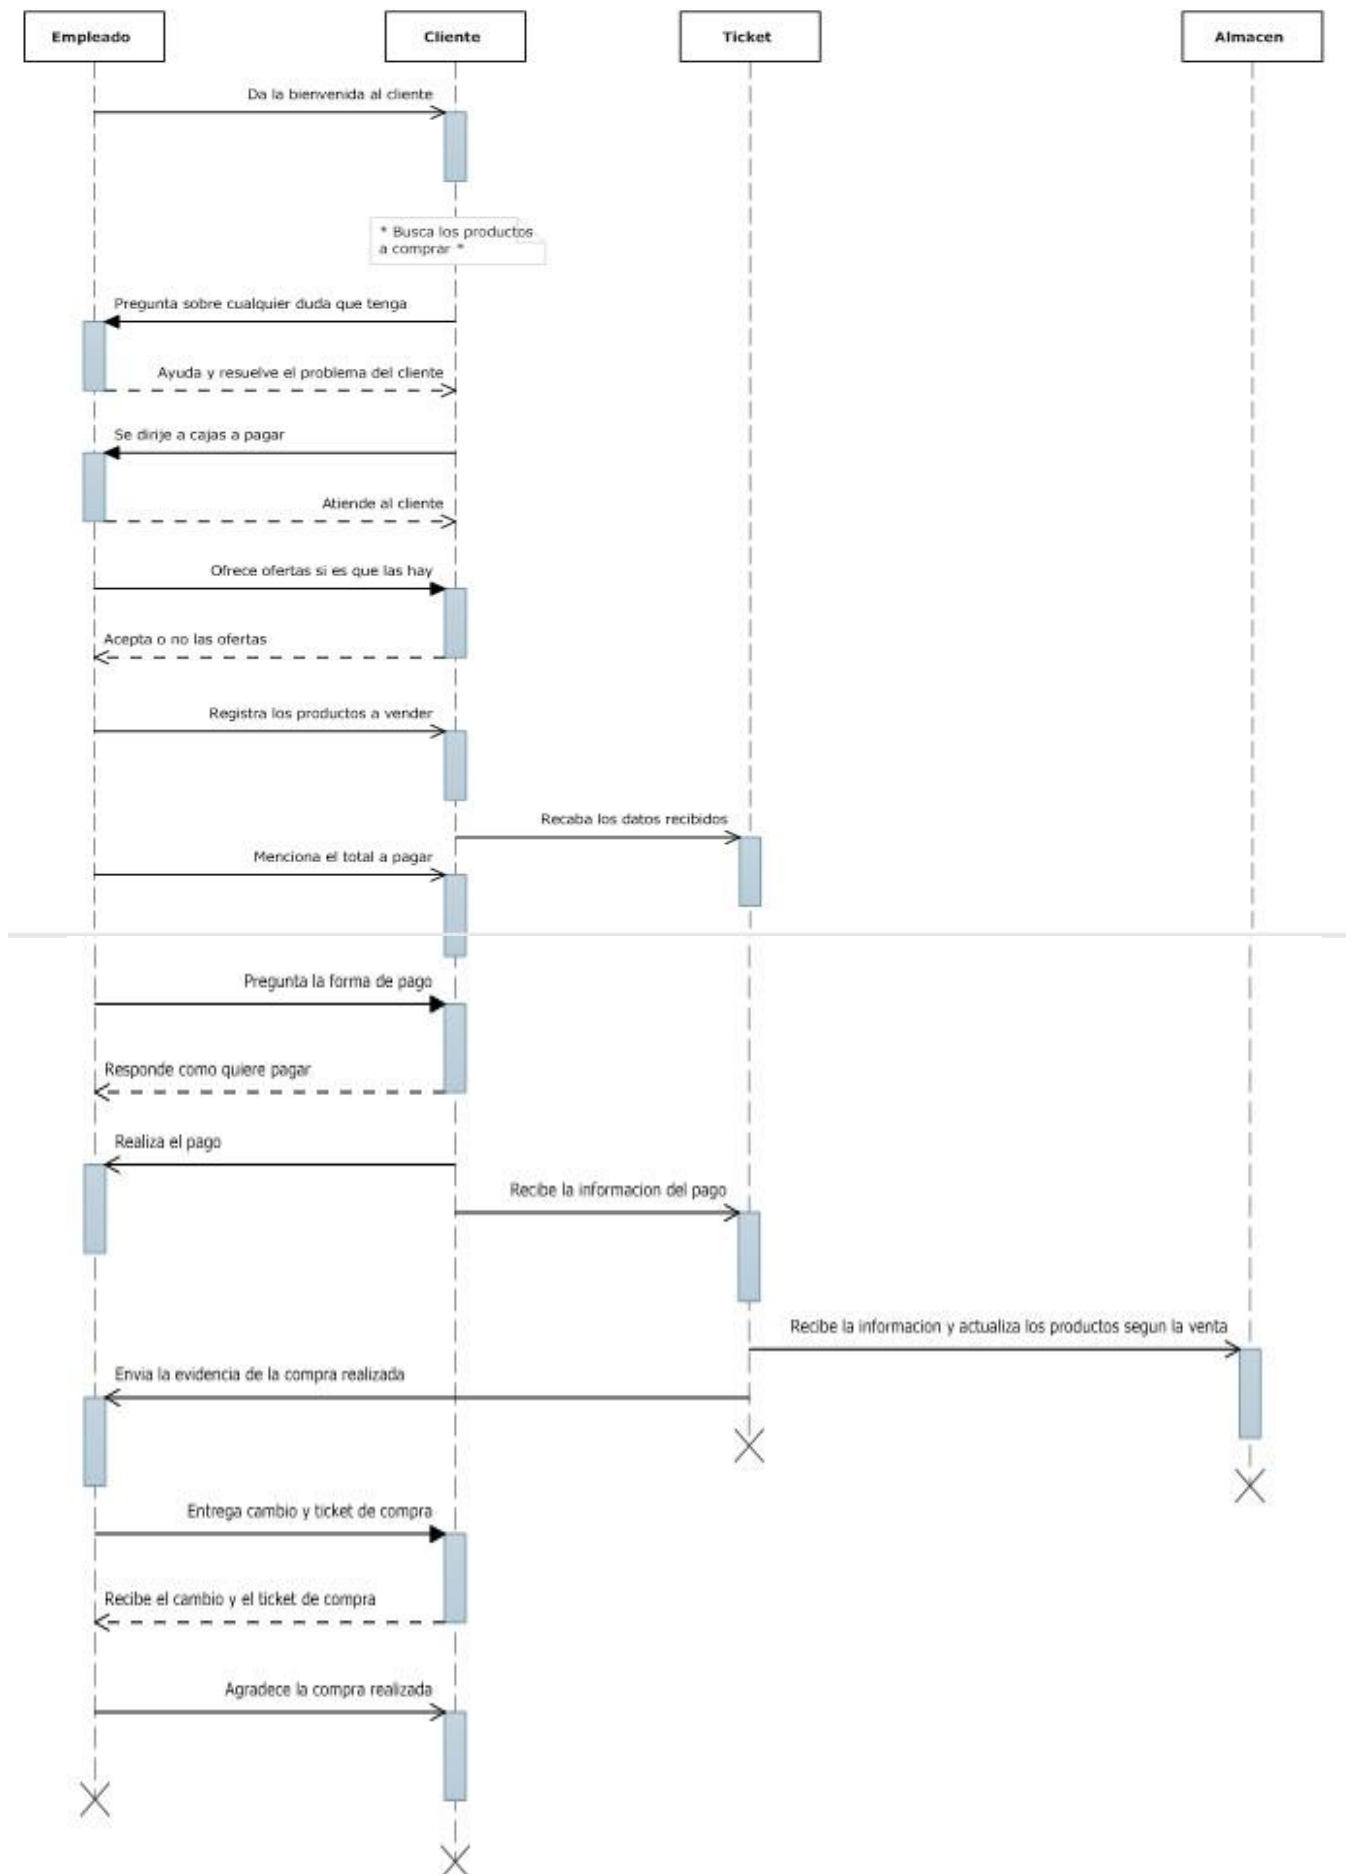 Empleado
Cliente
Ticket
Almacen
Da la bienvenida al cliente
* Busca los productos
a comprar *
Pregunta sobre cualquier duda que tenga
Ayuda y resuelve el problema del cliente
Se dirije a cajas a pagar
Atiende al cliente
Ofrece ofertas si es que las hay
Acepta o no las ofertas
Registra los productos a vender
Recaba los datos recibidos
Menciona el total a pagar
Pregunta la forma de pago
Responde como quiere pagar
Realiza el pago
Recibe la informacion del pago
Recibe la informacion y actualiza los productos segun la venta
Envia la evidencia de la compra realizada
Entrega cambio y ticket de compra
Recibe el cambio y el ticket de compra
Agradece la compra realizada